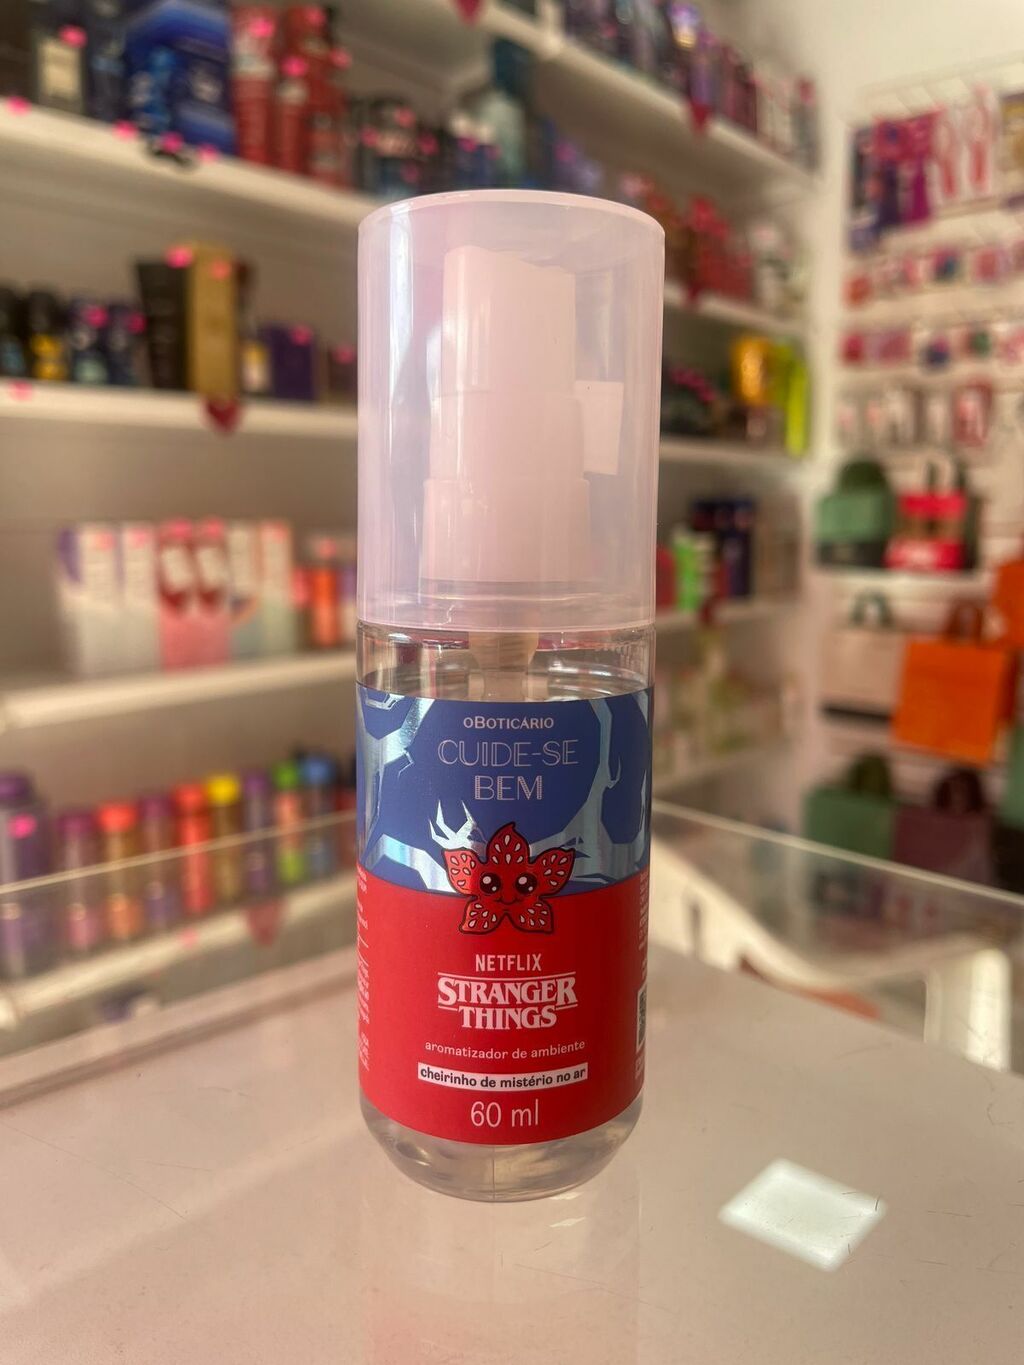 oBoticário
CUIDE-SE
BEM
NETFLIX
STRANGER
THINGS
aromatizador de ambiente
cheirinho de mistério no ar
60 ml